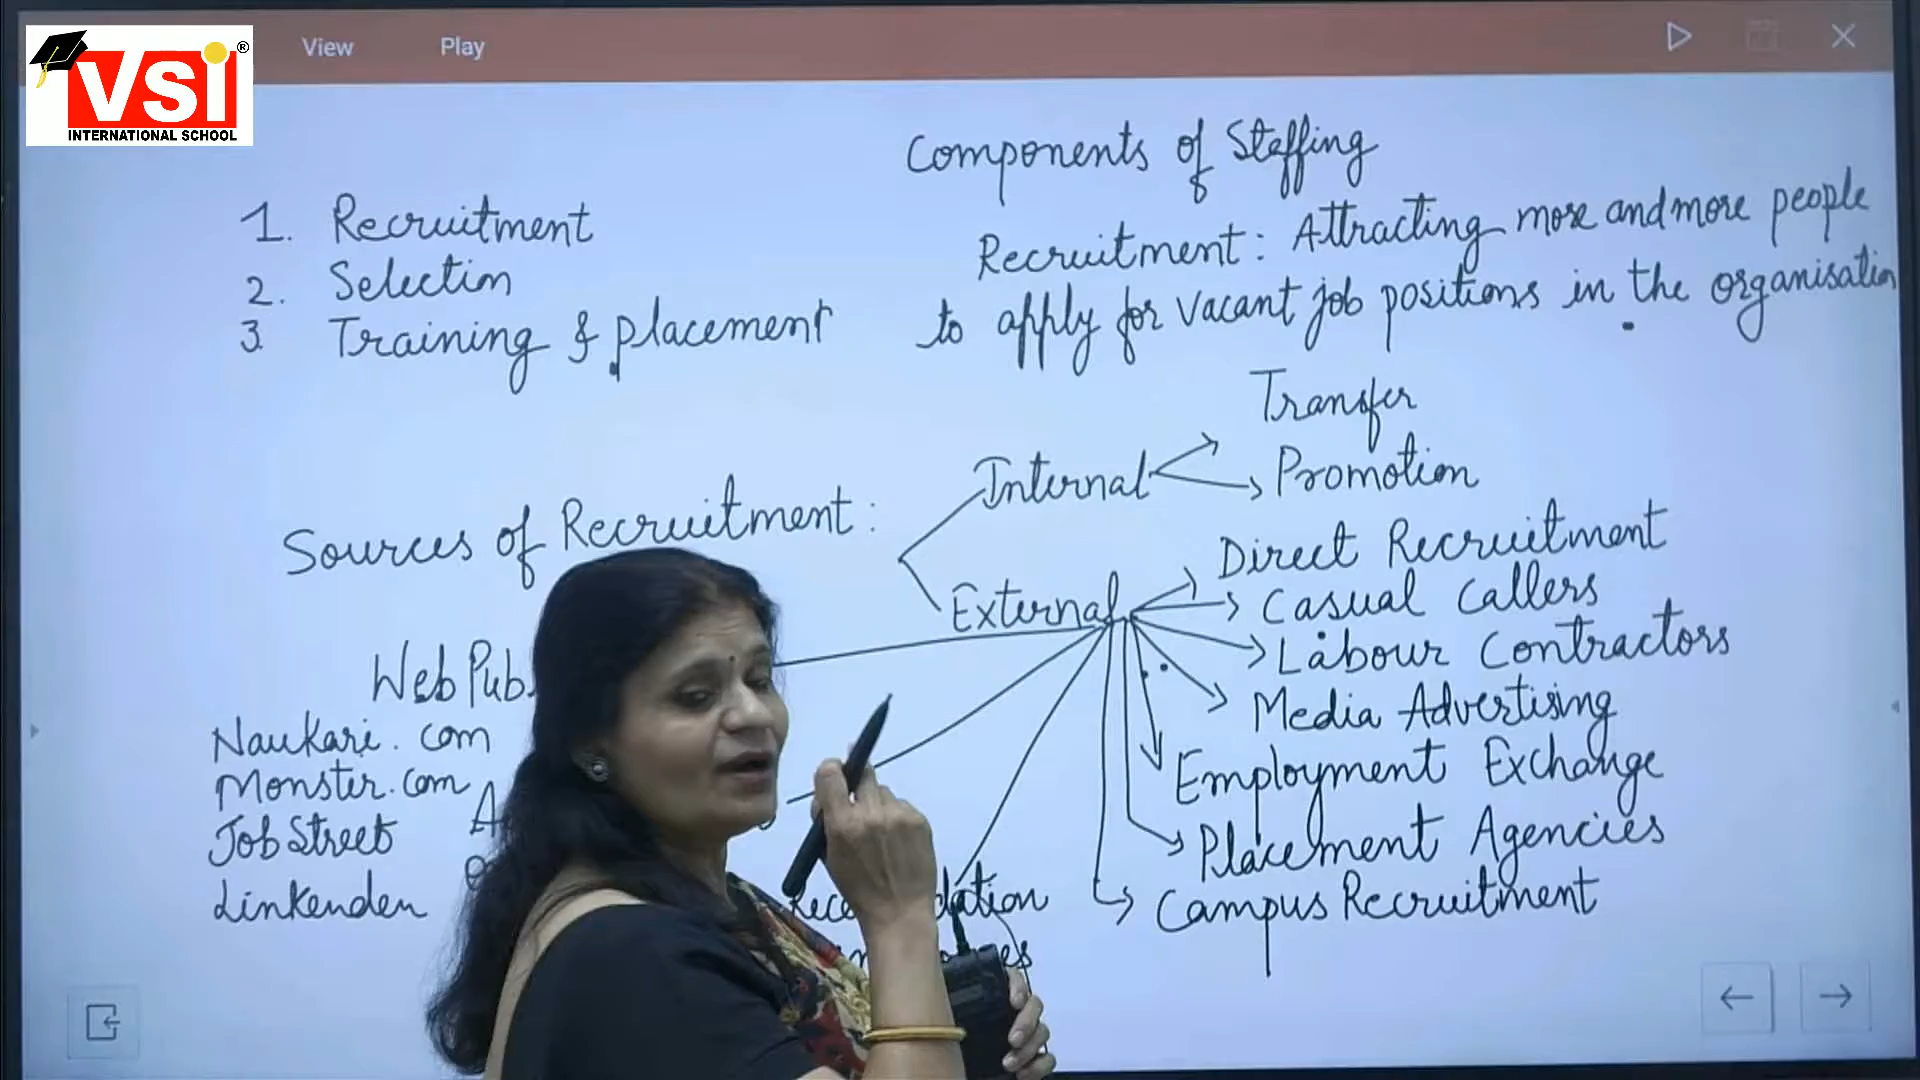 VSI ®
INTERNATIONAL SCHOOL
View Play
Components of Staffing
1. Recruitment
2. Selection
3 Training & placement
Recruitment: Attracting more and more people
to apply for vacant job positions in the organisation
Sources of Recruitment:
Internal
Transfer
Promotion
External
Direct Recruitment
Casual Callers
Labour Contractors
Media Advertising
Employment Exchange
Placement Agencies
Campus Recruitment
Web
Naukari.com
Monster.com
Job Street
Linkenden